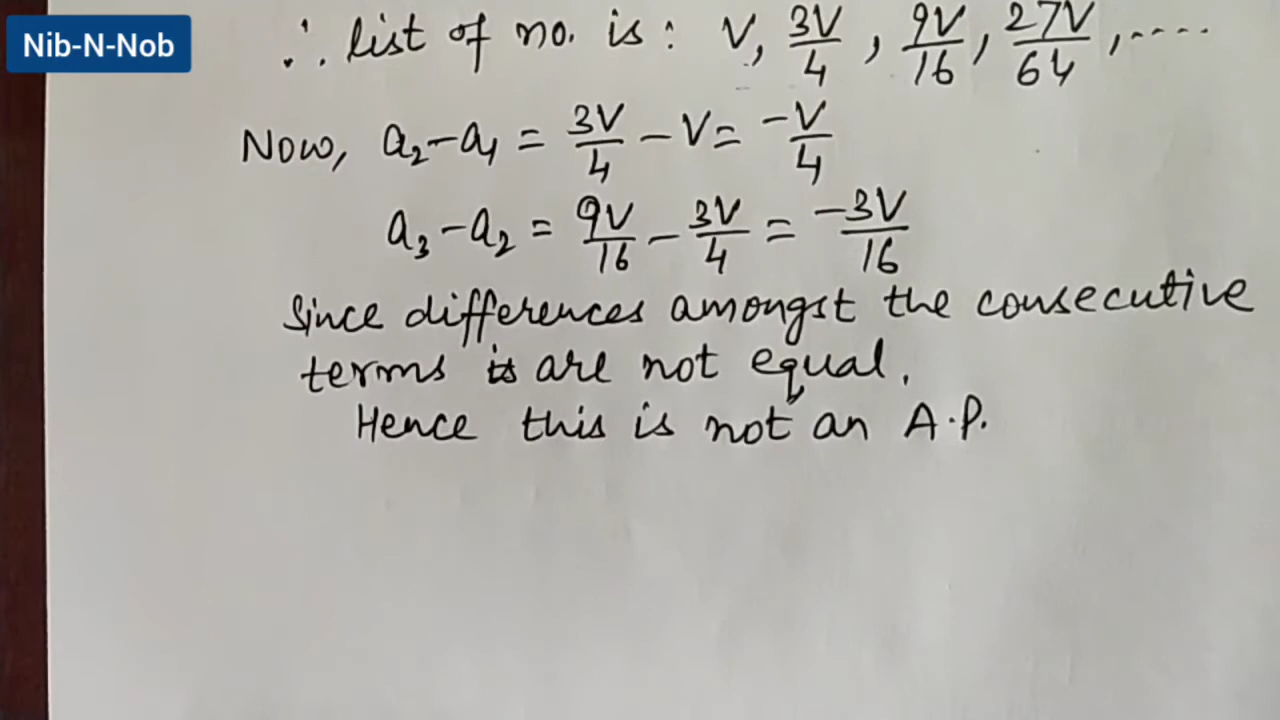 Nib-N-Nob
∴ list of no. is : V, 3V/4, 9V/16, 27V/64, ....
Now, a₂-a₁ = 3V/4 - V = -V/4
a₃-a₂ = 9V/16 - 3V/4 = -3V/16
Since differences amongst the consecutive
terms is are not equal.
Hence this is not an A.P.